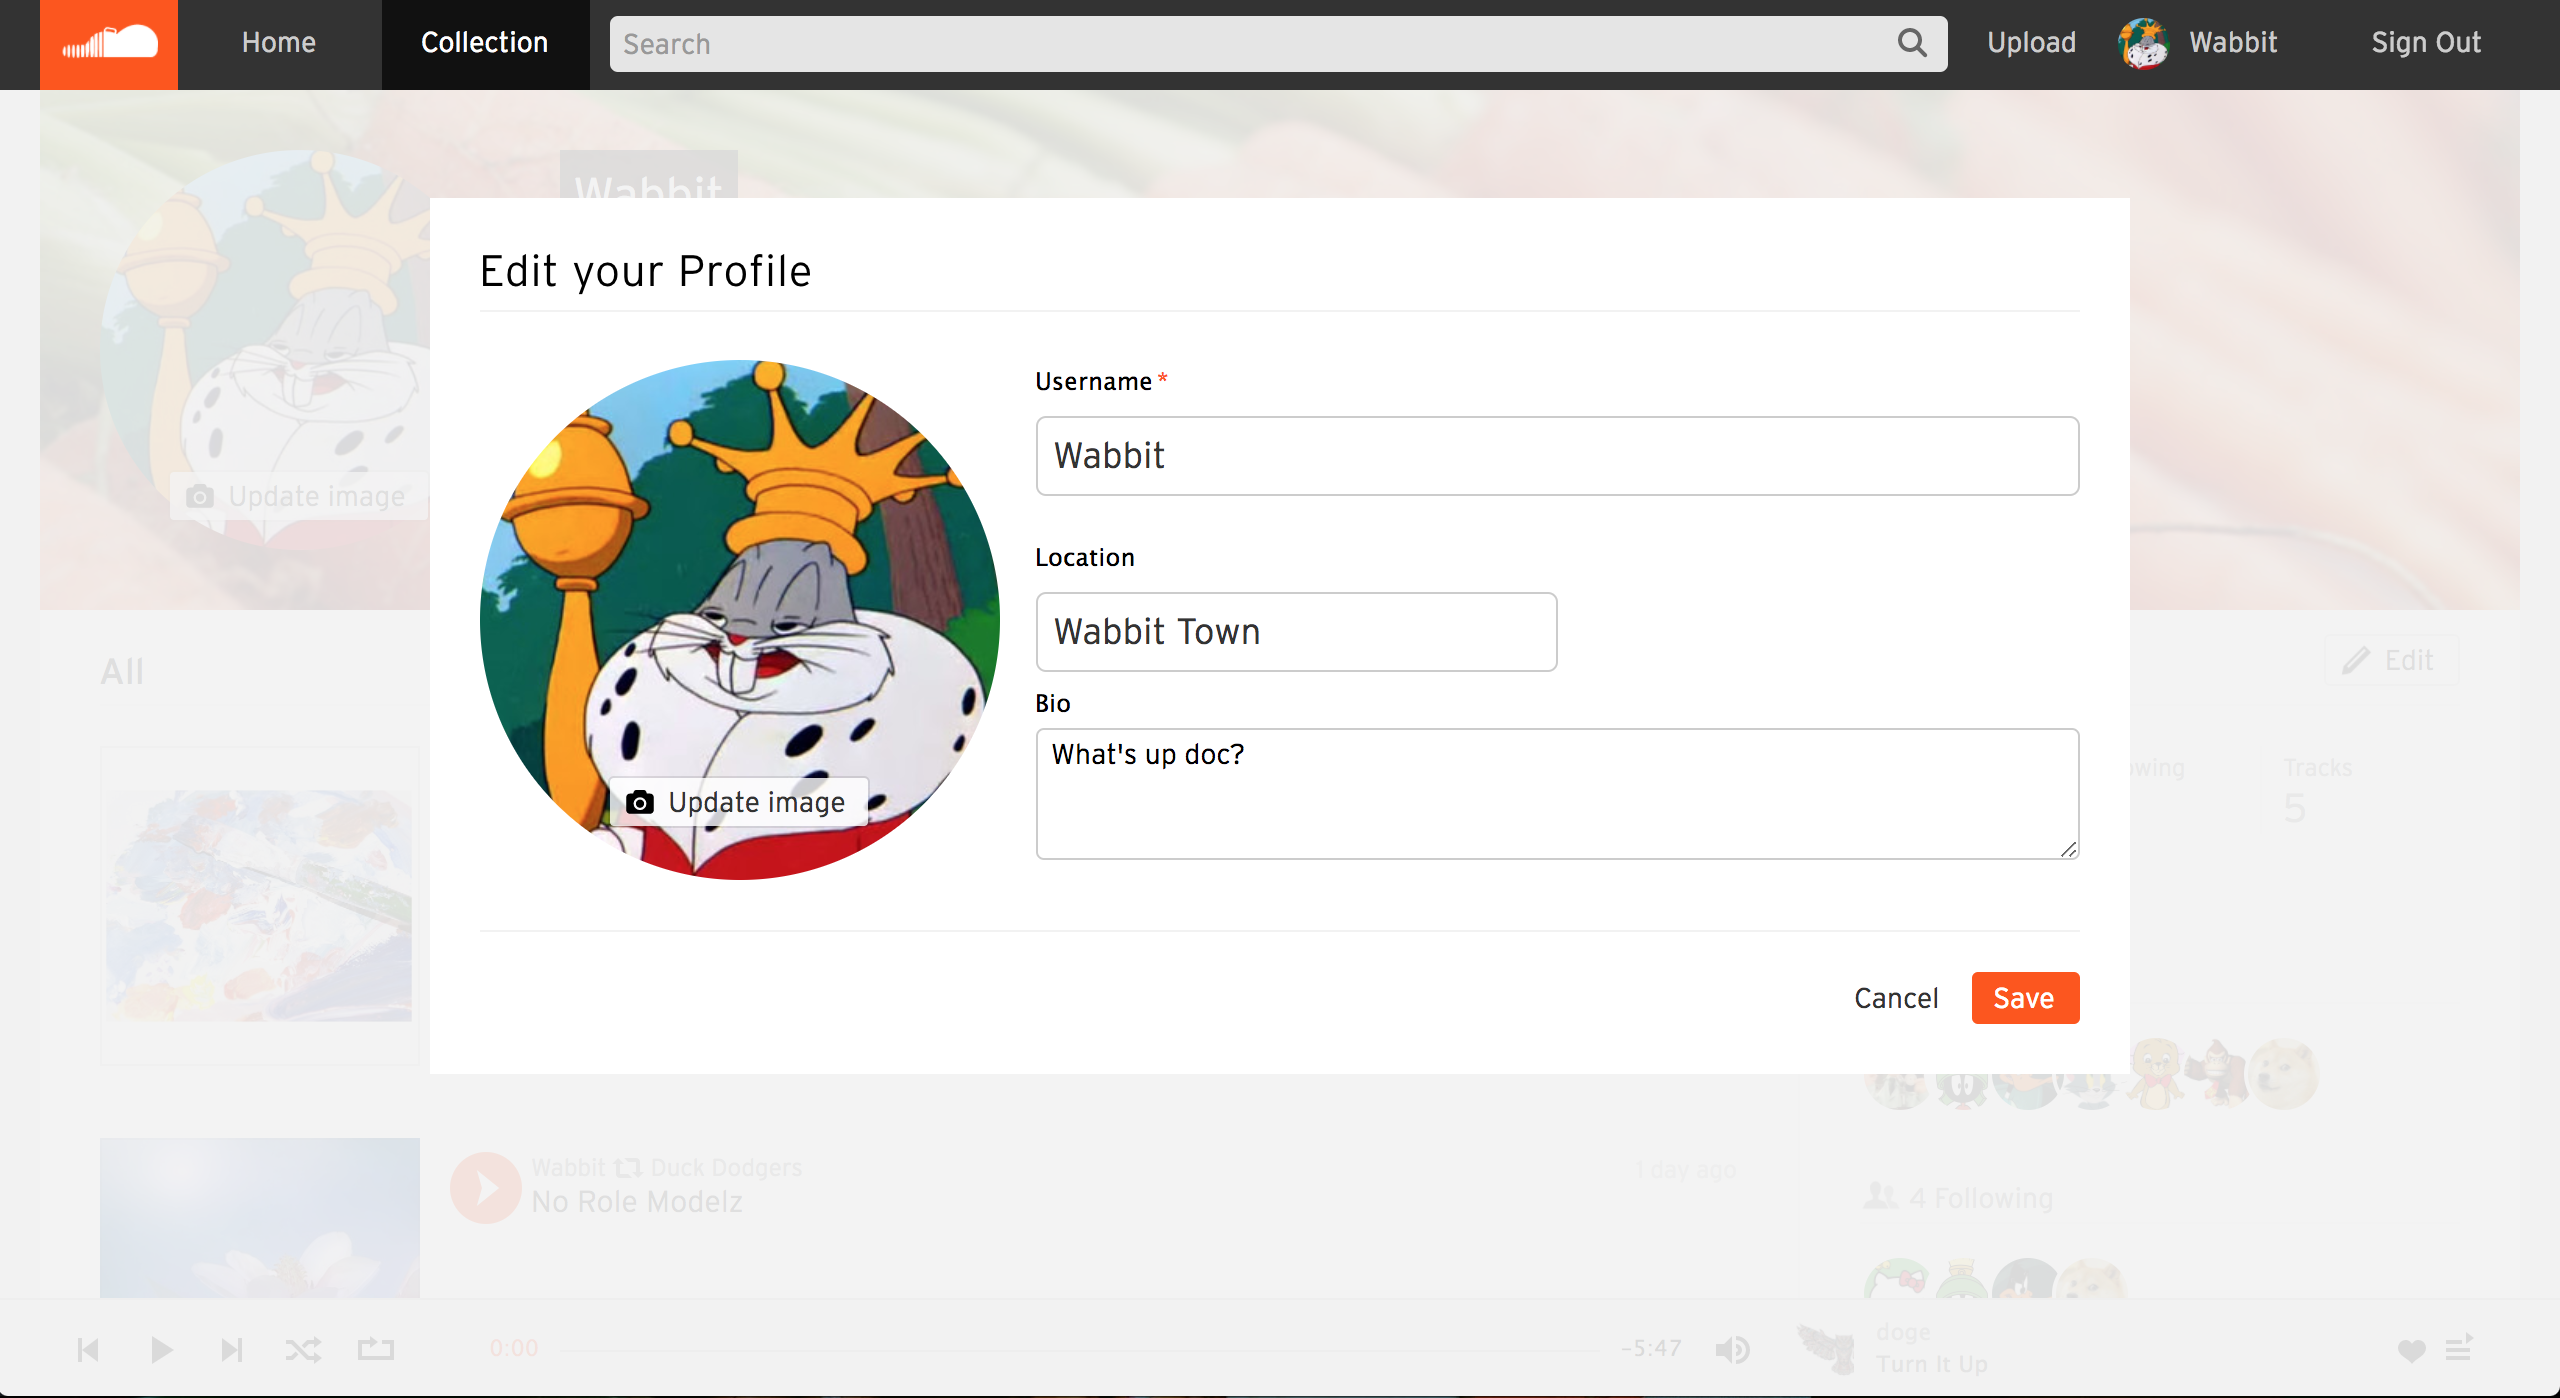 Home
Collection
Search
Upload
Wabbit
Sign Out
Wabbit
Edit your Profile
Update image
Username*
Wabbit
Location
Wabbit Town
Bio
What's up doc?
Update image
Cancel
Save
All
Edit
Tracks
5
Wabbit Duck Dodgers
No Role Modelz
1 day ago
4 Following
0:00
-5:47
doge
Turn It Up